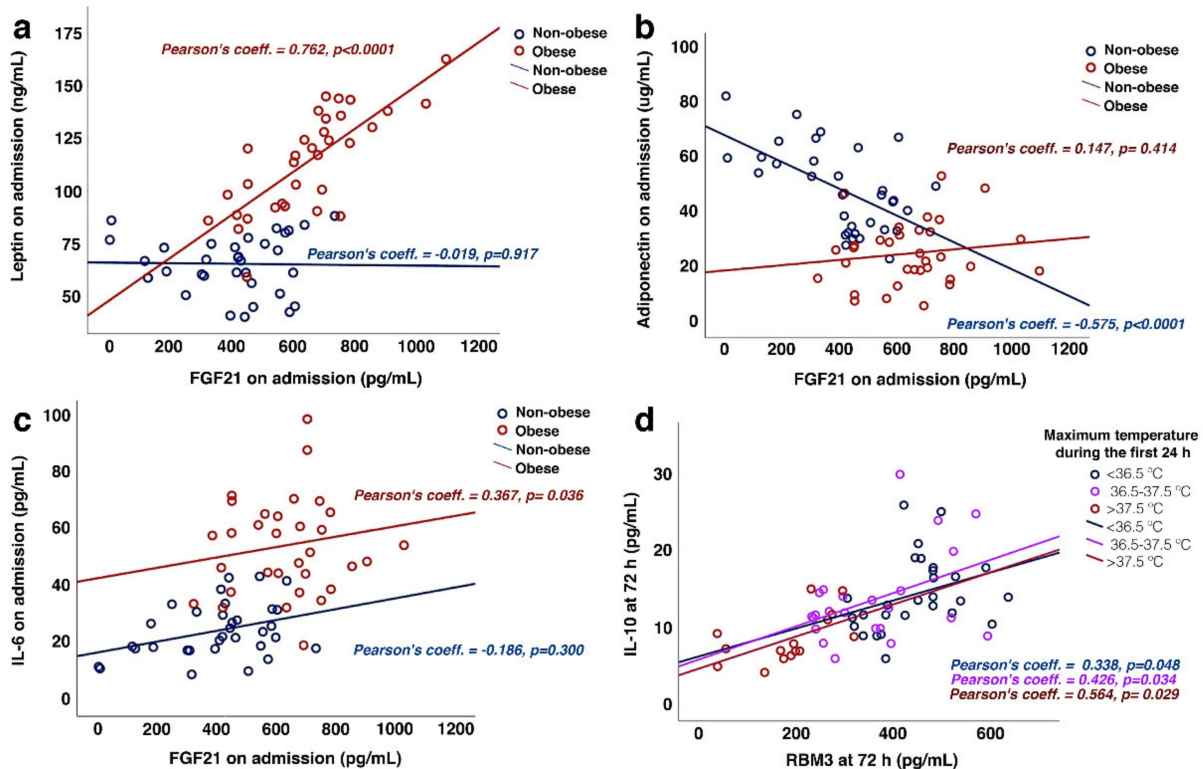 a
Leptin on admission (ng/mL)
175
150
125
100
75
50
0 200 400 600 800 1000 1200
FGF21 on admission (pg/mL)
Pearson's coeff. = 0.762, p<0.0001
Pearson's coeff. = -0.019, p=0.917
Non-obese
Obese
Non-obese
Obese
b
Adiponectin on admission (ug/mL)
100
80
60
40
20
0
0 200 400 600 800 1000 1200
FGF21 on admission (pg/mL)
Non-obese
Obese
Non-obese
Obese
Pearson's coeff. = 0.147, p= 0.414
Pearson's coeff. = -0.575, p<0.0001
c
IL-6 on admission (pg/mL)
100
80
60
40
20
0
0 200 400 600 800 1000 1200
FGF21 on admission (pg/mL)
Non-obese
Obese
Non-obese
Obese
Pearson's coeff. = 0.367, p= 0.036
Pearson's coeff. = -0.186, p=0.300
d
IL-10 at 72 h (pg/mL)
30
20
10
0
0 200 400 600
RBM3 at 72 h (pg/mL)
Maximum temperature
during the first 24 h
<36.5 °C
36.5-37.5 °C
>37.5 °C
<36.5 °C
36.5-37.5 °C
>37.5 °C
Pearson's coeff. = 0.338, p=0.048
Pearson's coeff. = 0.426, p=0.034
Pearson's coeff. = 0.564, p= 0.029